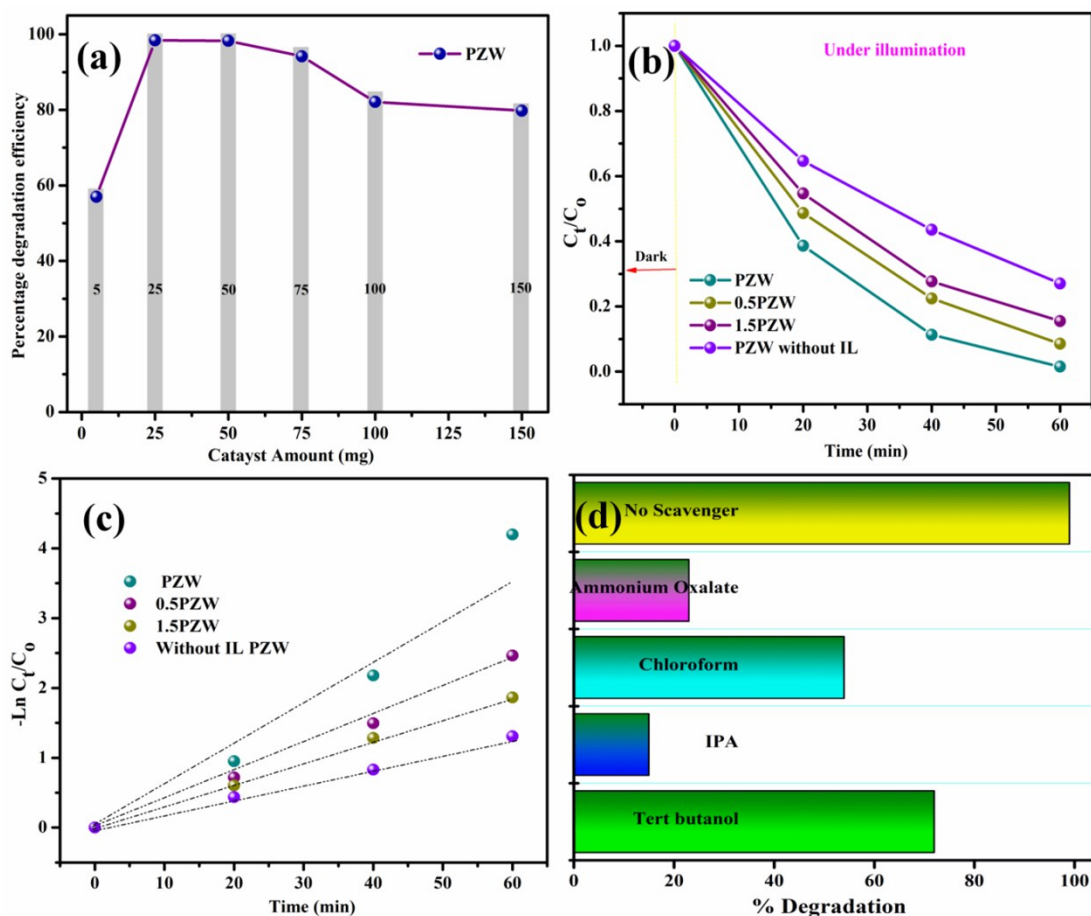 (a)
PZW
Percentage degradation efficiency
100
80
60
40
20
0
5
25
50
75
100
150
0
25
50
75
100
125
150
Catayst Amount (mg)
(b)
Under illumination
Ct/Co
1.0
0.8
0.6
0.4
0.2
0.0
Dark
PZW
0.5PZW
1.5PZW
PZW without IL
0
10
20
30
40
50
60
Time (min)
(c)
-Ln Ct/Co
5
4
3
2
1
0
PZW
0.5PZW
1.5PZW
Without IL PZW
0
20
40
60
Time (min)
(d)
No Scavenger
Ammonium Oxalate
Chloroform
IPA
Tert butanol
0
20
40
60
80
100
% Degradation